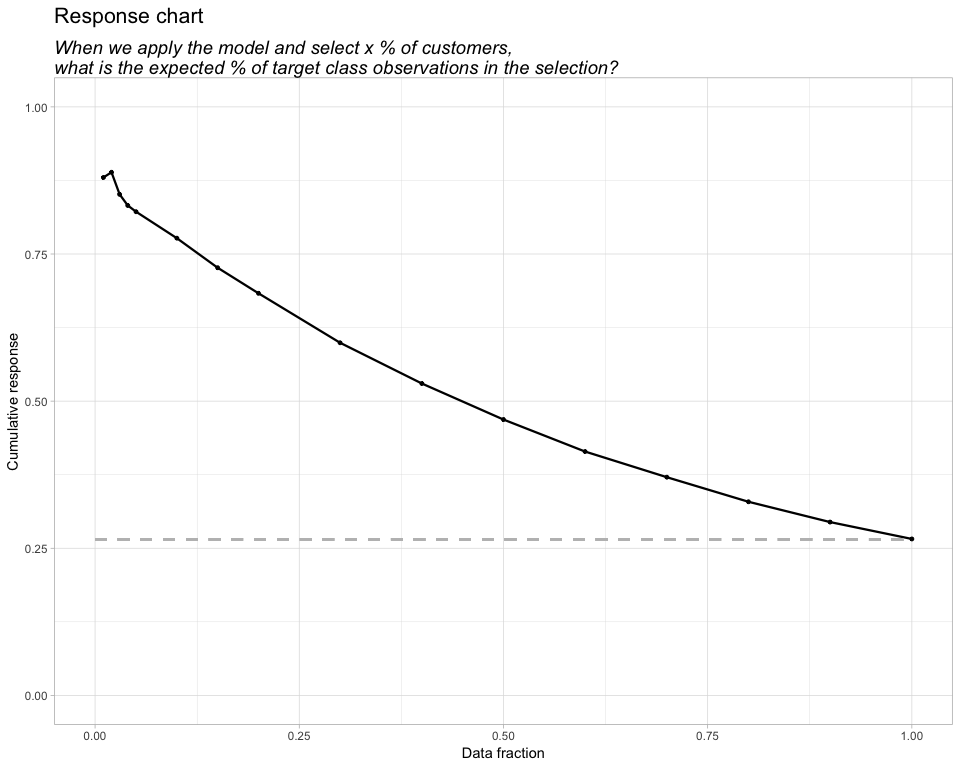 Response chart
When we apply the model and select x % of customers,
what is the expected % of target class observations in the selection?
1.00
0.75
0.50
0.25
0.00
Cumulative response
0.00
0.25
0.50
0.75
1.00
Data fraction